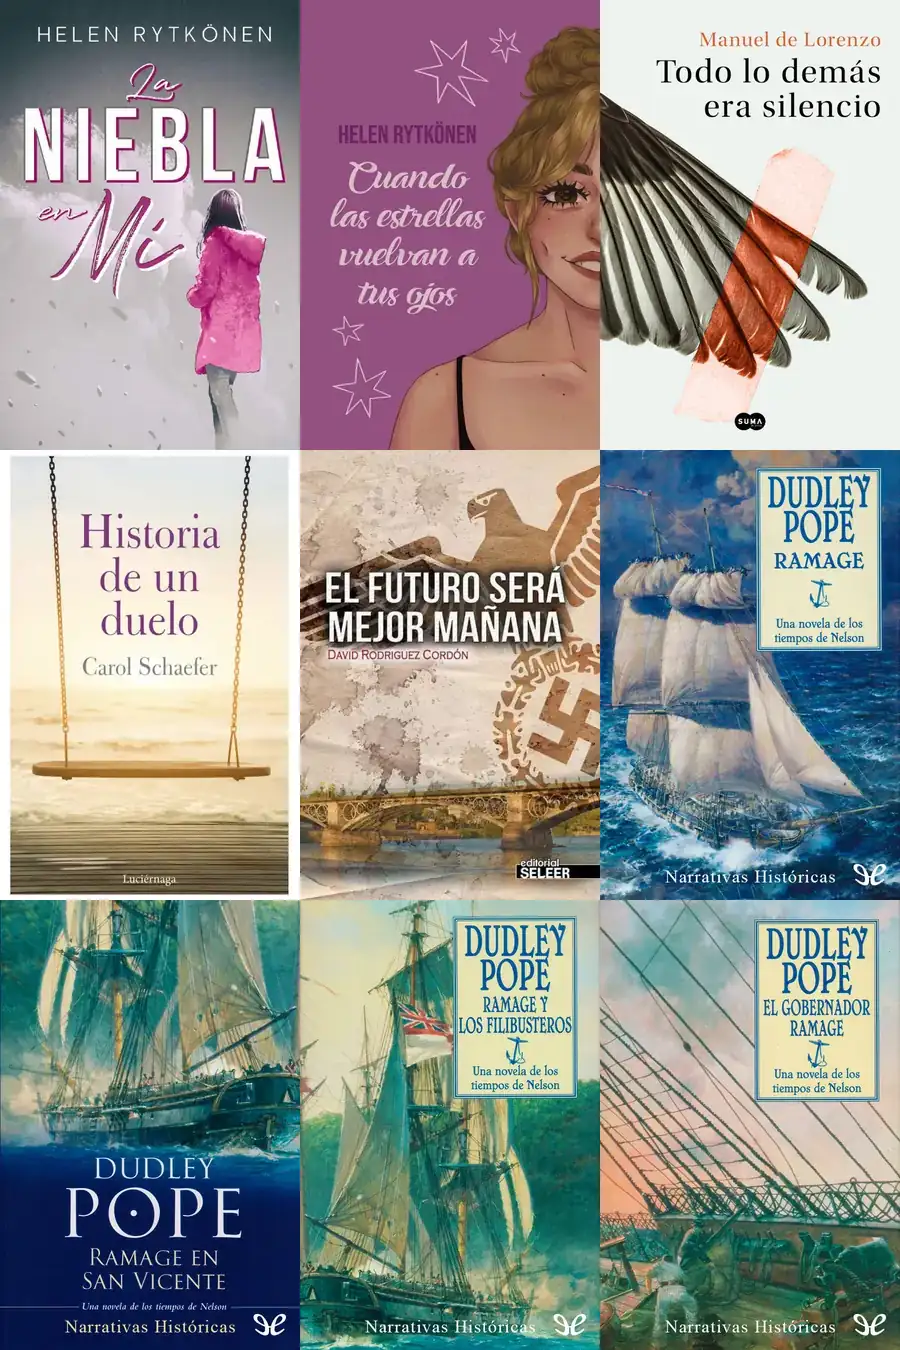 HELEN RYTKÖNEN
La
NIEBLA
en
Mí
HELEN RYTKÖNEN
Cuando
las estrellas
vuelvan a
tus ojos
Manuel de Lorenzo
Todo lo demás
era silencio
SUMA
Historia
de un
duelo
Carol Schaefer
Luciérnaga
EL FUTURO SERÁ
MEJOR MAÑANA
DAVID RODRIGUEZ CORDÓN
editorial
SELEER
DUDLEY
POPE
RAMAGE
Una novela de los
tiempos de Nelson
Narrativas Históricas
DUDLEY
POPE
RAMAGE EN
SAN VICENTE
Una novela de los tiempos de Nelson
Narrativas Históricas
DUDLEY
POPE
RAMAGE Y
LOS FILIBUSTEROS
Una novela de los
tiempos de Nelson
Narrativas Históricas
DUDLEY
POPE
EL GOBERNADOR
RAMAGE
Una novela de los
tiempos de Nelson
Narrativas Históricas